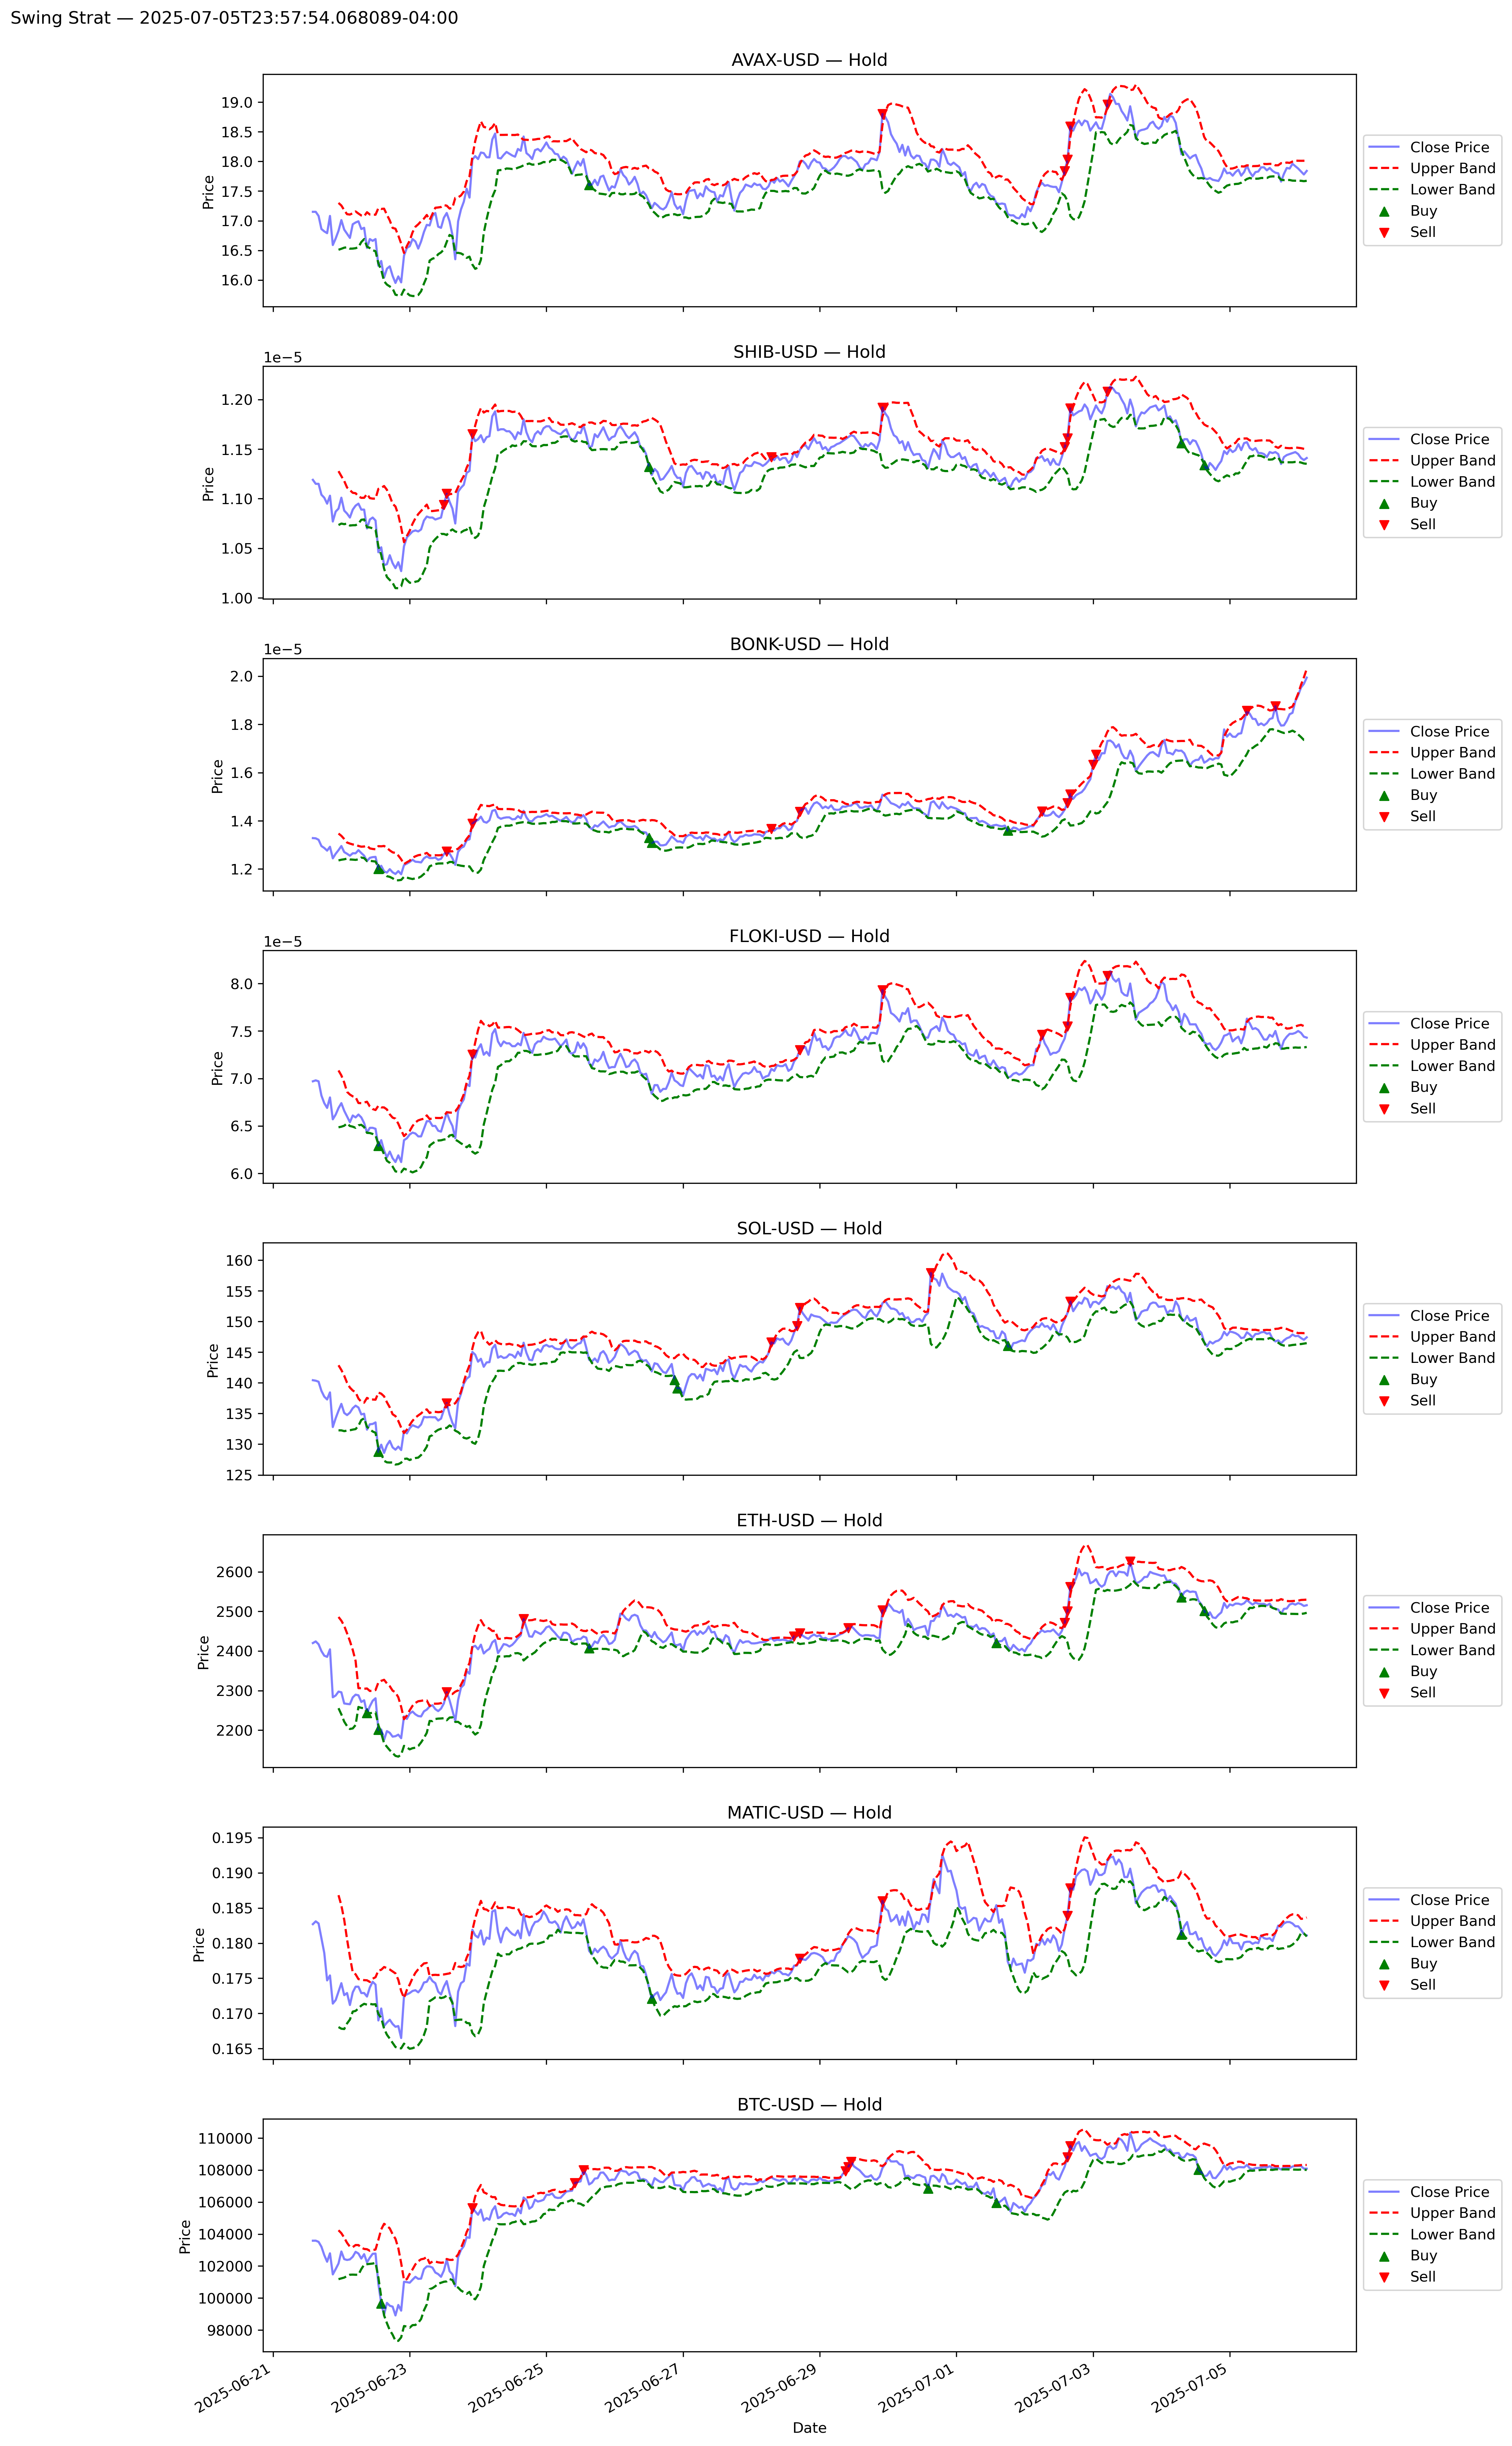 Swing Strat — 2025-07-05T23:57:54.068089-04:00
AVAX-USD — Hold
19.0
18.5
18.0
17.5
17.0
16.5
16.0
Price
Close Price
Upper Band
Lower Band
Buy
Sell
SHIB-USD — Hold
1e−5
1.20
1.15
1.10
1.05
1.00
Price
Close Price
Upper Band
Lower Band
Buy
Sell
BONK-USD — Hold
1e−5
2.0
1.8
1.6
1.4
1.2
Price
Close Price
Upper Band
Lower Band
Buy
Sell
FLOKI-USD — Hold
1e−5
8.0
7.5
7.0
6.5
6.0
Price
Close Price
Upper Band
Lower Band
Buy
Sell
SOL-USD — Hold
160
155
150
145
140
135
130
125
Price
Close Price
Upper Band
Lower Band
Buy
Sell
ETH-USD — Hold
2600
2500
2400
2300
2200
Price
Close Price
Upper Band
Lower Band
Buy
Sell
MATIC-USD — Hold
0.195
0.190
0.185
0.180
0.175
0.170
0.165
Price
Close Price
Upper Band
Lower Band
Buy
Sell
BTC-USD — Hold
110000
108000
106000
104000
102000
100000
98000
Price
Close Price
Upper Band
Lower Band
Buy
Sell
2025-06-21
2025-06-23
2025-06-25
2025-06-27
2025-06-29
2025-07-01
2025-07-03
2025-07-05
Date